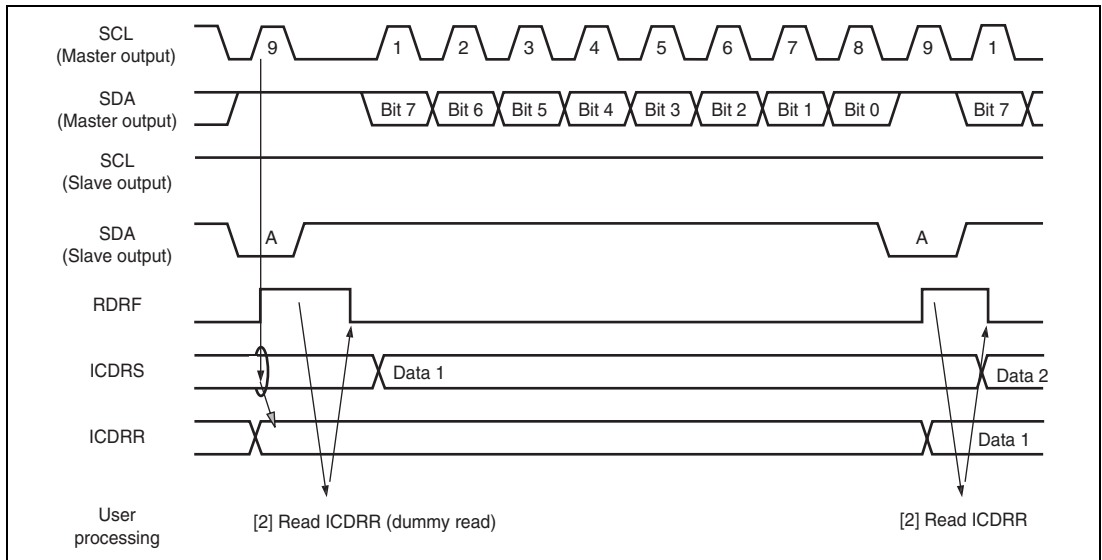 SCL
(Master output)
9 1 2 3 4 5 6 7 8 9 1
SDA
(Master output)
Bit 7 Bit 6 Bit 5 Bit 4 Bit 3 Bit 2 Bit 1 Bit 0 Bit 7
SCL
(Slave output)
SDA
(Slave output)
A A
RDRF
ICDRS
Data 1 Data 2
ICDRR
Data 1
User
processing
[2] Read ICDRR (dummy read) [2] Read ICDRR